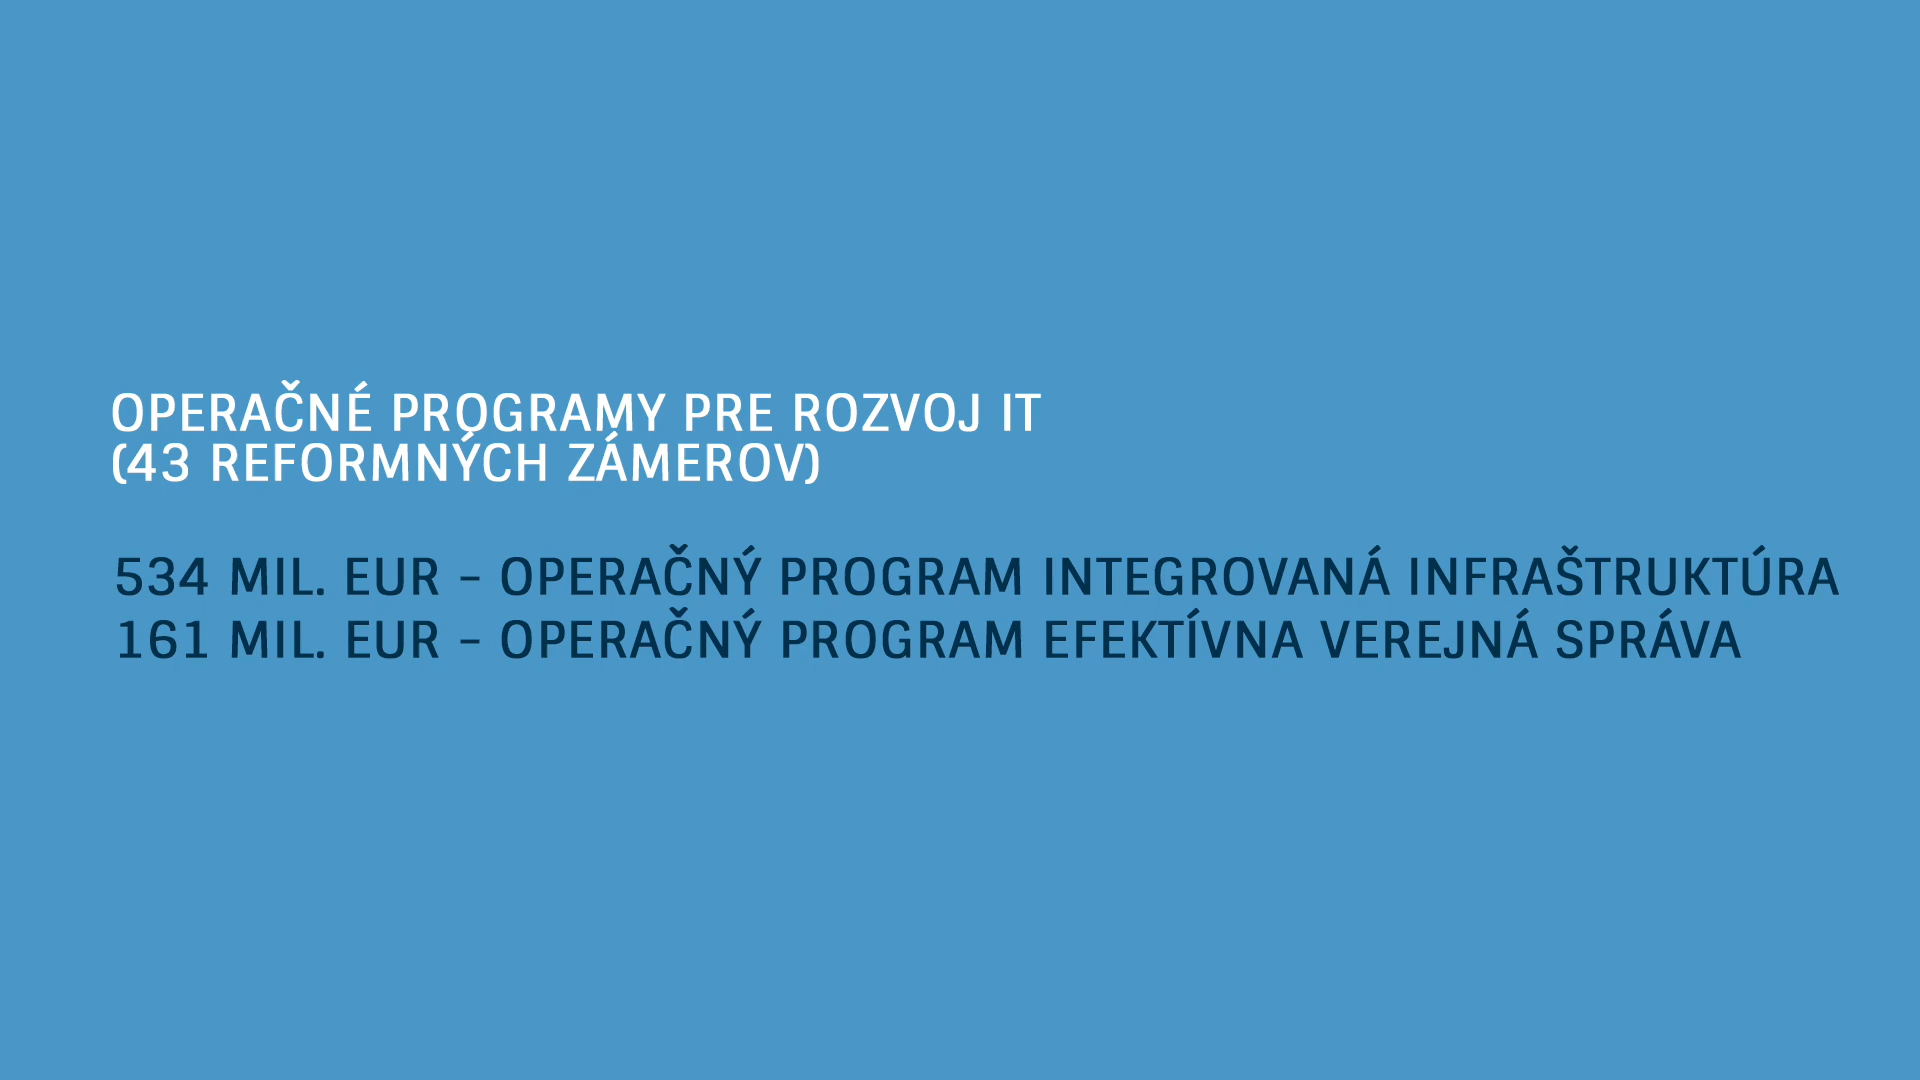 OPERAČNÉ PROGRAMY PRE ROZVOJ IT
(43 REFORMNÝCH ZÁMEROV)
534 MIL. EUR – OPERAČNÝ PROGRAM INTEGROVANÁ INFRAŠTRUKTÚRA
161 MIL. EUR – OPERAČNÝ PROGRAM EFEKTÍVNA VEREJNÁ SPRÁVA